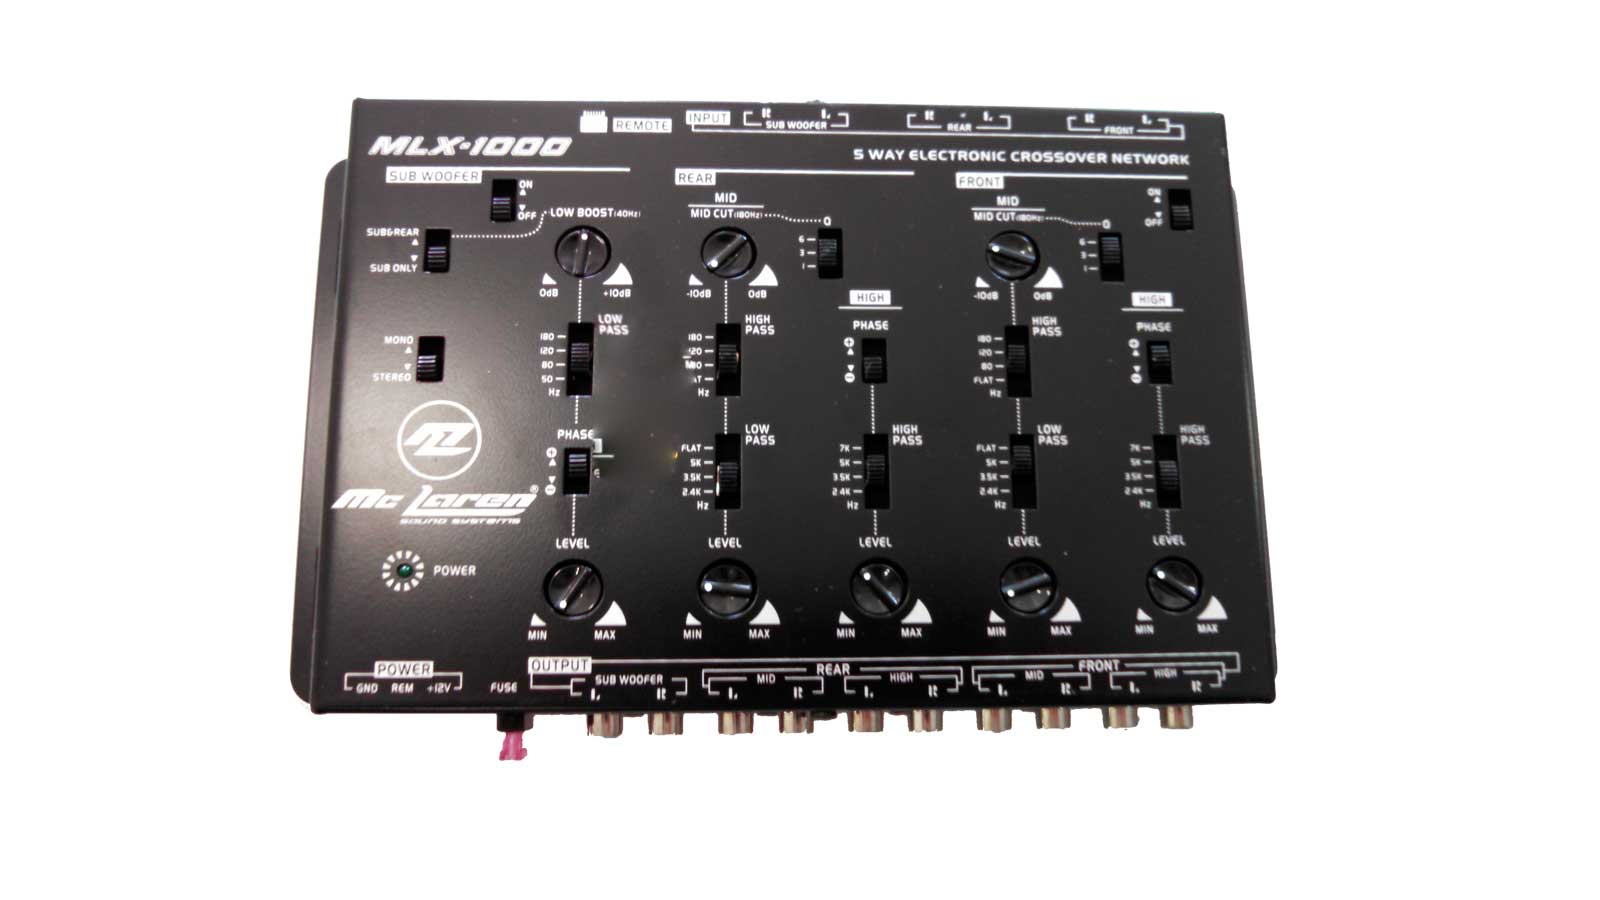 REMOTE INPUT R L SUB WOOFER R L REAR R L FRONT
MLX-1000
5 WAY ELECTRONIC CROSSOVER NETWORK
SUB WOOFER
ON
OFF
SUB&REAR
SUB ONLY
LOW BOOST(40Hz)
0dB +10dB
MONO
STEREO
LOW PASS
180
120
80
50
Hz
PHASE
+
-
LEVEL
MIN MAX
REAR
MID
MID CUT(180Hz)
Q
6
3
1
-10dB 0dB
HIGH PASS
180
Hz
LOW PASS
FLAT
5K
3.5K
2.4K
Hz
LEVEL
MIN MAX
HIGH
PHASE
+
-
HIGH PASS
7K
5K
3.5K
2.4K
Hz
LEVEL
MIN MAX
FRONT
ON
OFF
MID
MID CUT(180Hz)
Q
6
3
1
-10dB 0dB
HIGH PASS
180
120
80
FLAT
Hz
LOW PASS
FLAT
5K
3.5K
2.4K
Hz
LEVEL
MIN MAX
HIGH
PHASE
+
-
HIGH PASS
7K
5K
3.5K
2.4K
Hz
LEVEL
MIN MAX
Mc Laren®
SOUND SYSTEMS
POWER
POWER
GND REM +12V
FUSE
OUTPUT
SUB WOOFER
L R
REAR
MID
L R
HIGH
L R
FRONT
MID
L R
HIGH
L R